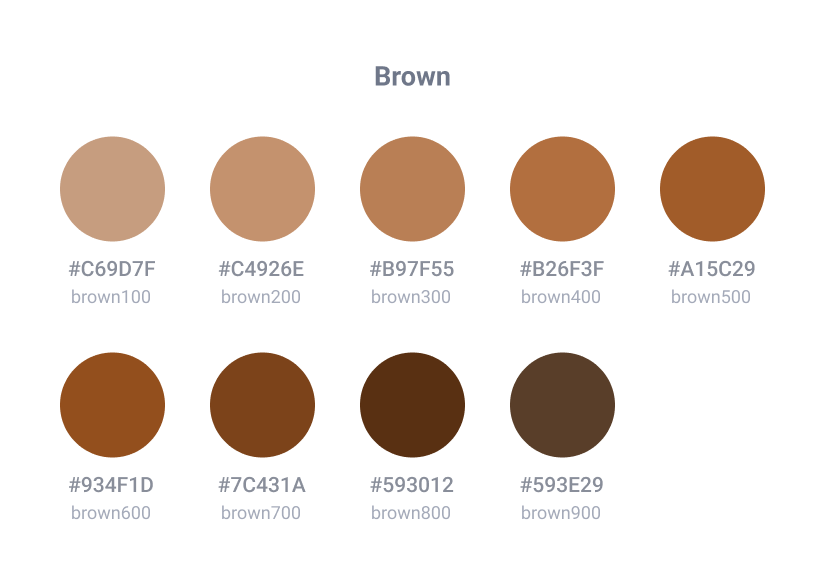 Brown
#C69D7F #C4926E #B97F55 #B26F3F #A15C29
brown100 brown200 brown300 brown400 brown500
#934F1D #7C431A #593012 #593E29
brown600 brown700 brown800 brown900